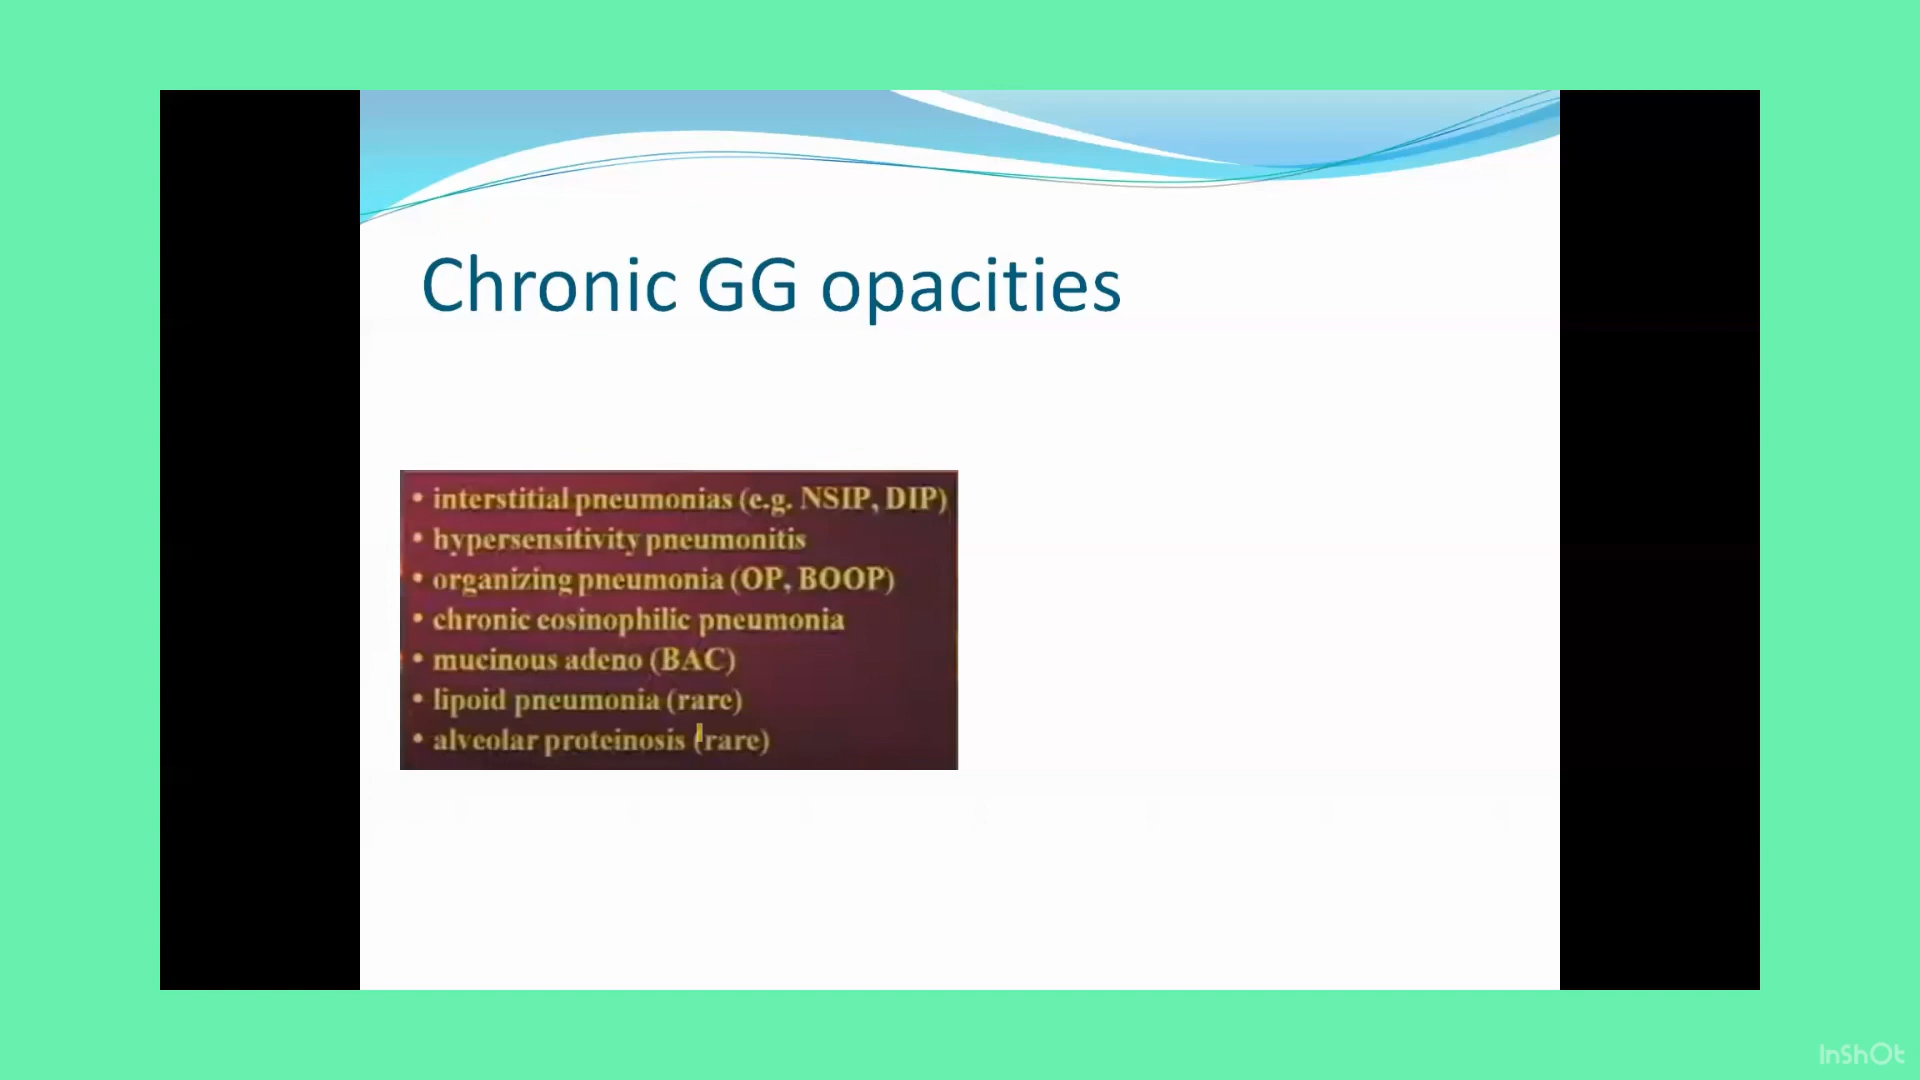 Chronic GG opacities
• interstitial pneumonias (e.g. NSIP, DIP)
• hypersensitivity pneumonitis
• organizing pneumonia (OP, BOOP)
• chronic eosinophilic pneumonia
• mucinous adeno (BAC)
• lipoid pneumonia (rare)
• alveolar proteinosis (rare)
InShOt